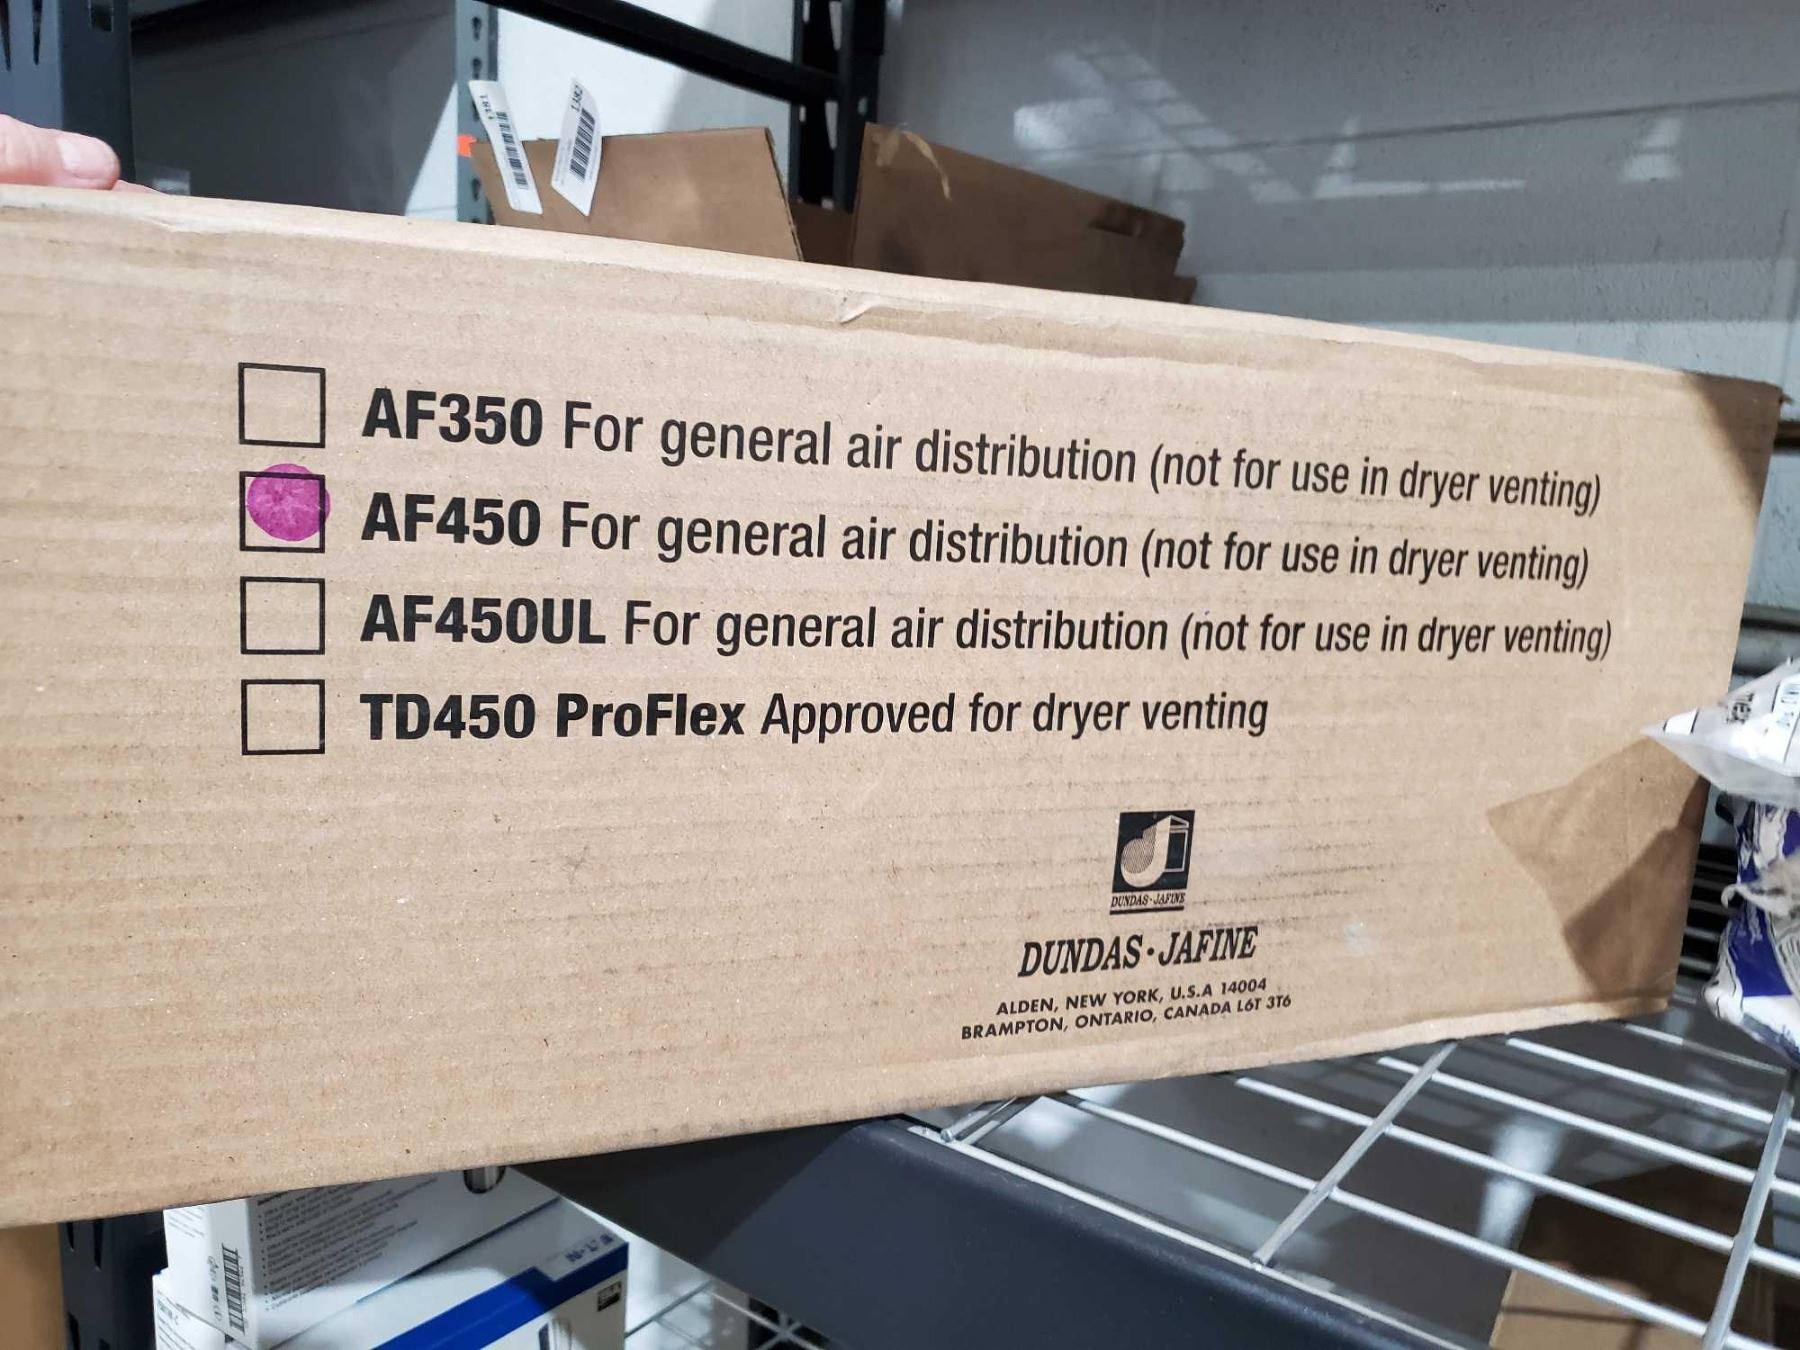 1381
1382
AF350 For general air distribution (not for use in dryer venting)
AF450 For general air distribution (not for use in dryer venting)
AF450UL For general air distribution (not for use in dryer venting)
TD450 ProFlex Approved for dryer venting
DUNDAS·JAFINE
DUNDAS·JAFINE
ALDEN, NEW YORK, U.S.A 14004
BRAMPTON, ONTARIO, CANADA L6T 3T6